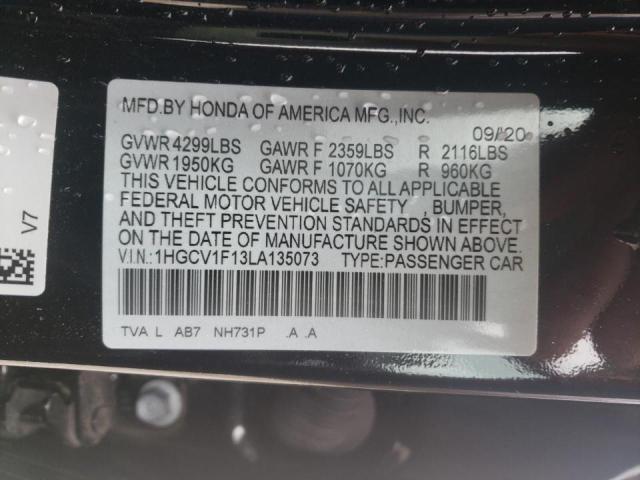 MFD.BY HONDA OF AMERICA MFG.,INC.
09/20
GVWR 4299LBS GAWR F 2359LBS R 2116LBS
GVWR 1950KG GAWR F 1070KG R 960KG
THIS VEHICLE CONFORMS TO ALL APPLICABLE
FEDERAL MOTOR VEHICLE SAFETY , BUMPER,
AND THEFT PREVENTION STANDARDS IN EFFECT
ON THE DATE OF MANUFACTURE SHOWN ABOVE.
V.I.N.:1HGCV1F13LA135073 TYPE:PASSENGER CAR
TVA L AB7 NH731P .A .A
V7